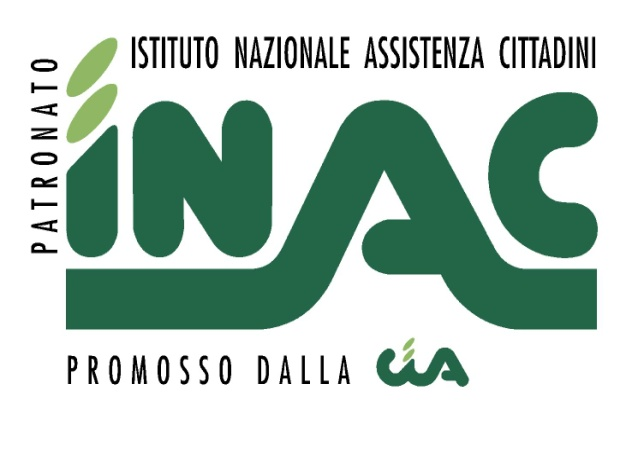 PATRONATO
ISTITUTO NAZIONALE ASSISTENZA CITTADINI
INAC
PROMOSSO DALLA CIA